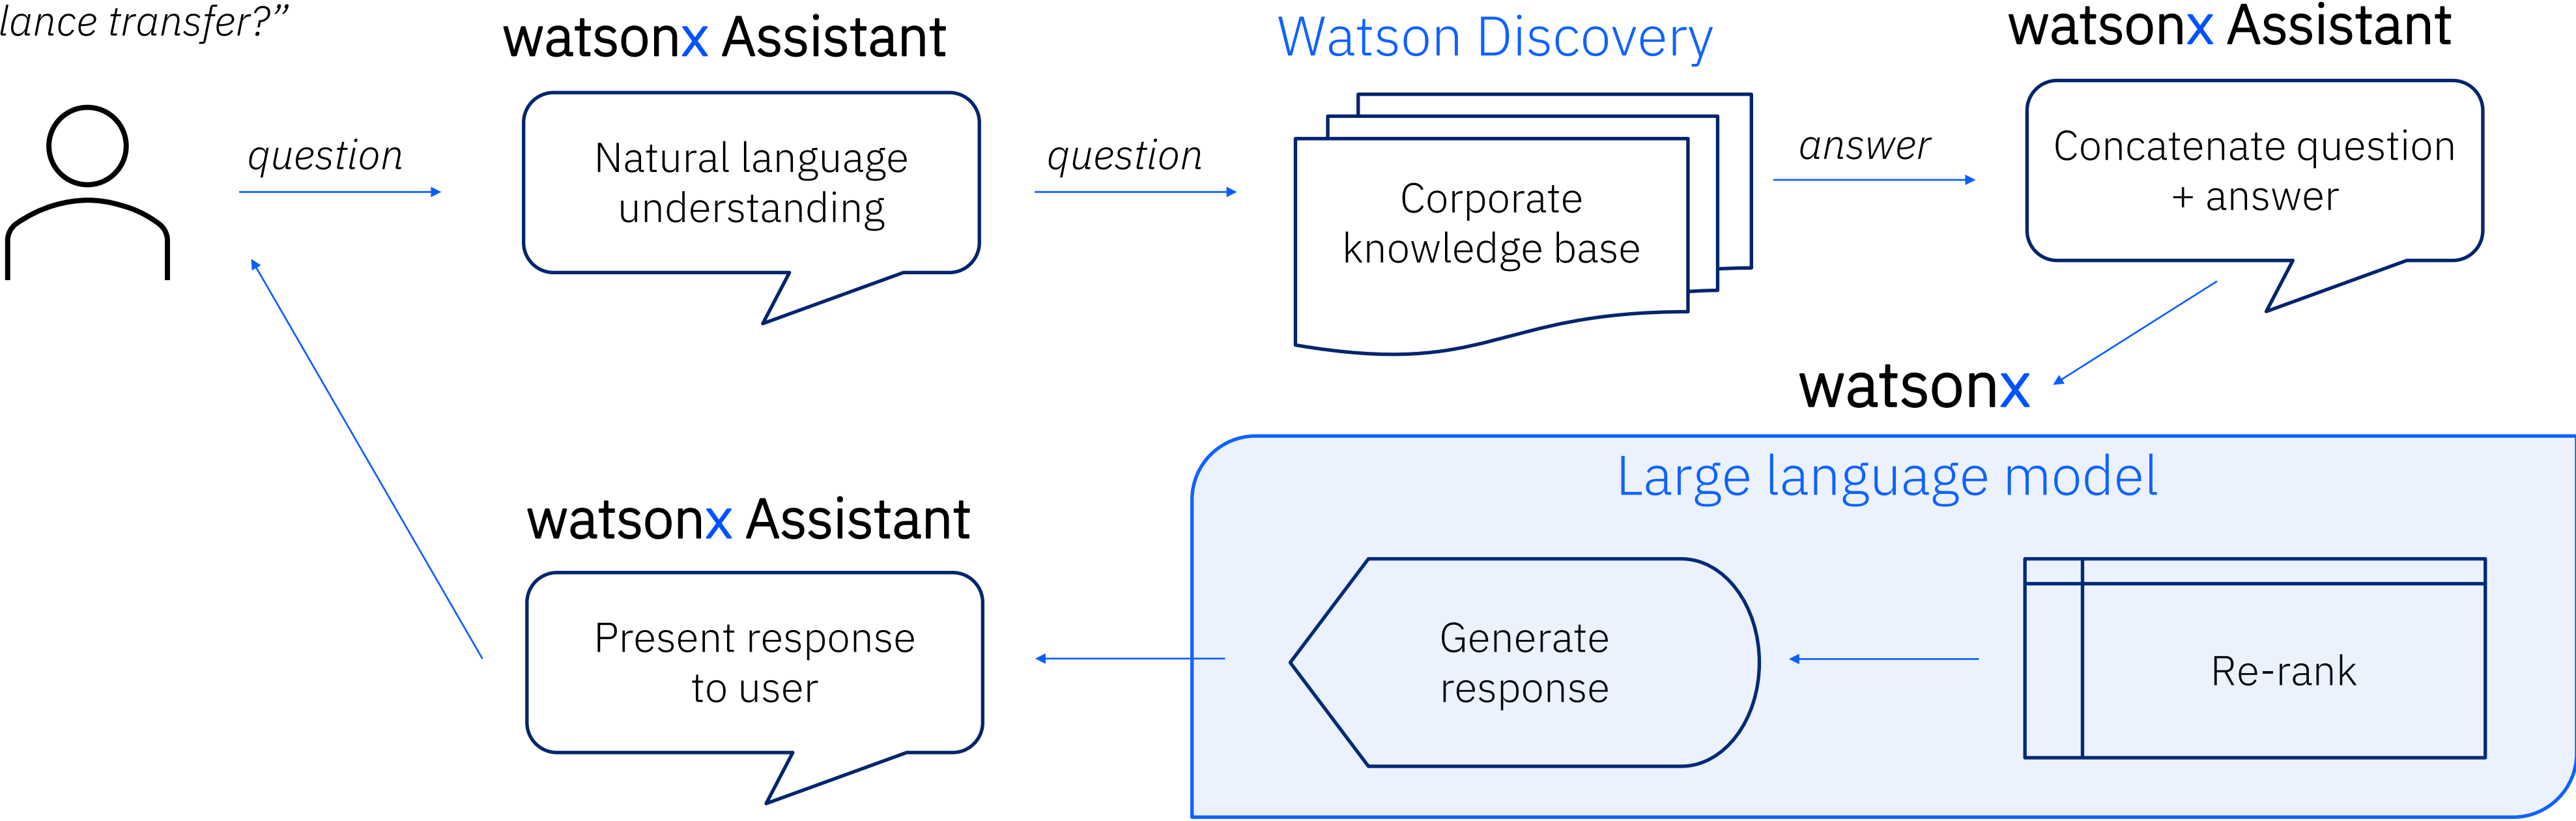 lance transfer?”
watsonx Assistant
Watson Discovery
watsonx Assistant
question
Natural language
understanding
question
Corporate
knowledge base
answer
Concatenate question
+ answer
watsonx
Large language model
watsonx Assistant
Present response
to user
Generate
response
Re-rank